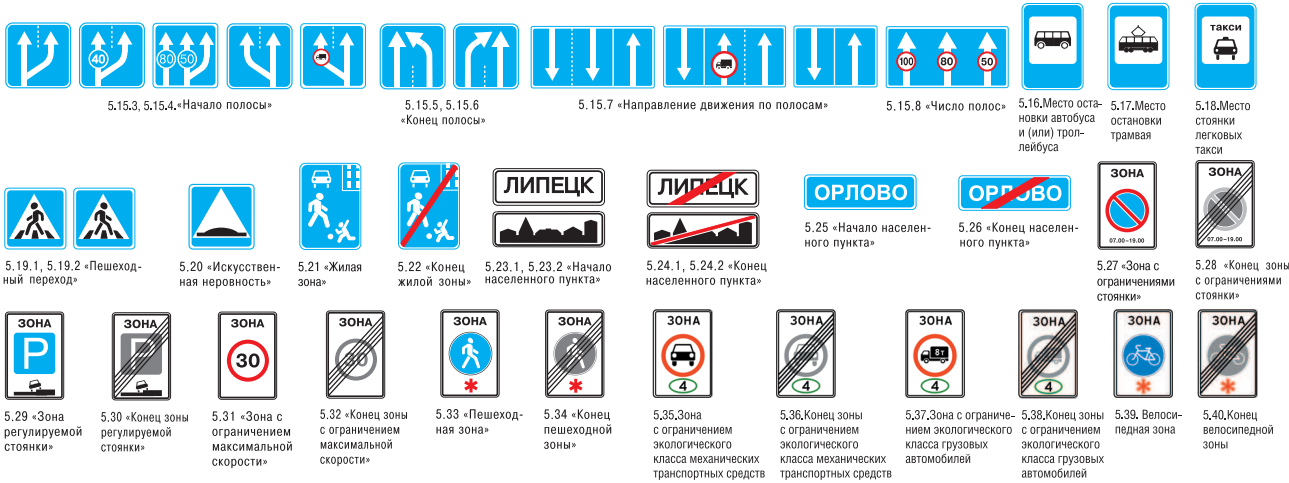 40
80
50
100
80
50
такси
5.15.3, 5.15.4.«Начало полосы»
5.15.5, 5.15.6
«Конец полосы»
5.15.7 «Направление движения по полосам»
5.15.8 «Число полос»
5.16.Место оста-
новки автобуса
и (или) трол-
лейбуса
5.17.Место
остановки
трамвая
5.18.Место
стоянки
легковых
такси
ЛИПЕЦК
ЛИПЕЦК
ОРЛОВО
ОРЛОВО
ЗОНА
07.00–19.00
ЗОНА
07.00–19.00
5.19.1, 5.19.2 «Пешеход-
ный переход»
5.20 «Искусствен-
ная неровность»
5.21 «Жилая
зона»
5.22 «Конец
жилой зоны»
5.23.1, 5.23.2 «Начало
населенного пункта»
5.24.1, 5.24.2 «Конец
населенного пункта»
5.25 «Начало населен-
ного пункта»
5.26 «Конец населен-
ного пункта»
5.27 «Зона с
ограничениями
стоянки»
5.28 «Конец зоны
с ограничениями
стоянки»
ЗОНА
P
ЗОНА
P
ЗОНА
30
ЗОНА
30
ЗОНА
*
ЗОНА
*
ЗОНА
4
ЗОНА
4
ЗОНА
8т
4
ЗОНА
4
ЗОНА
*
ЗОНА
*
5.29 «Зона
регулируемой
стоянки»
5.30 «Конец зоны
регулируемой
стоянки»
5.31 «Зона с
ограничением
максимальной
скорости»
5.32 «Конец зоны
с ограничением
максимальной
скорости»
5.33 «Пешеход-
ная зона»
5.34 «Конец
пешеходной
зоны»
5.35.Зона
с ограничением
экологического
класса механических
транспортных средств
5.36.Конец зоны
с ограничением
экологического
класса механических
транспортных средств
5.37.Зона с ограниче-
нием экологического
класса грузовых
автомобилей
5.38.Конец зоны
с ограничением
экологического
класса грузовых
автомобилей
5.39. Велоси-
педная зона
5.40.Конец
велосипедной
зоны